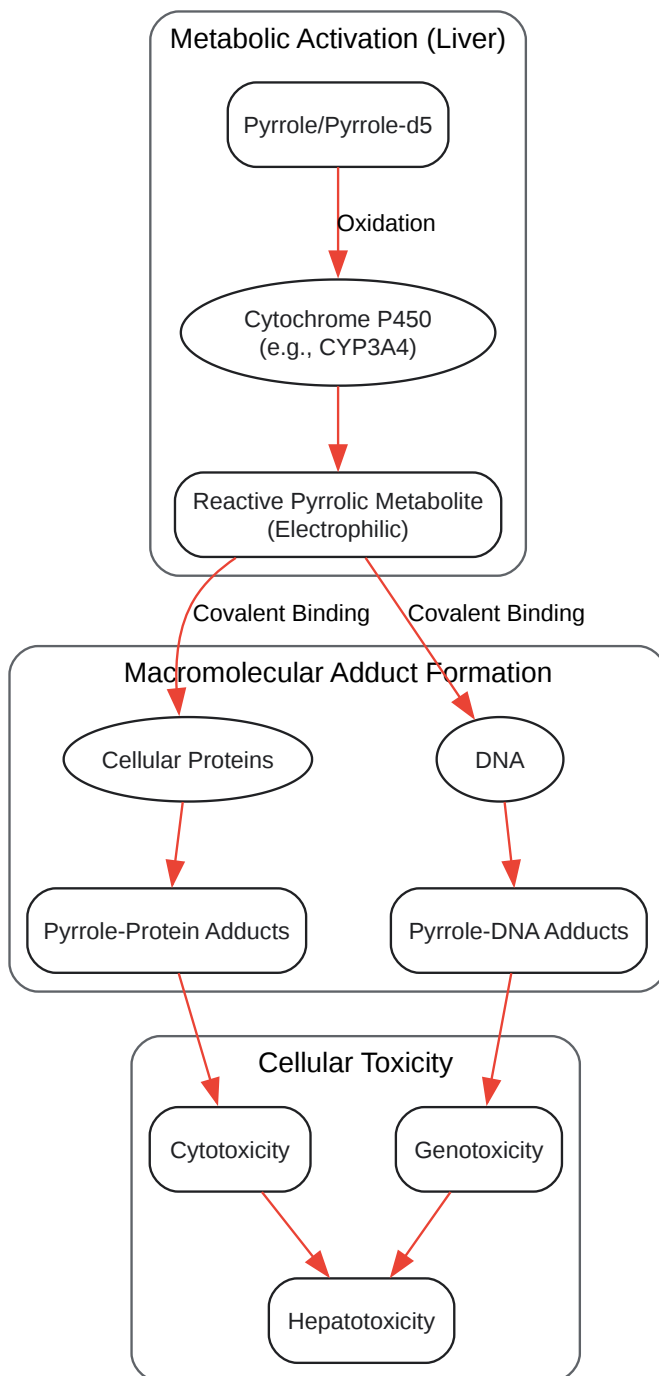 Metabolic Activation (Liver)
Pyrrole/Pyrrole-d5
Oxidation
Cytochrome P450
(e.g., CYP3A4)
Reactive Pyrrolic Metabolite
(Electrophilic)
Covalent Binding
Covalent Binding
Macromolecular Adduct Formation
Cellular Proteins
DNA
Pyrrole-Protein Adducts
Pyrrole-DNA Adducts
Cellular Toxicity
Cytotoxicity
Genotoxicity
Hepatotoxicity